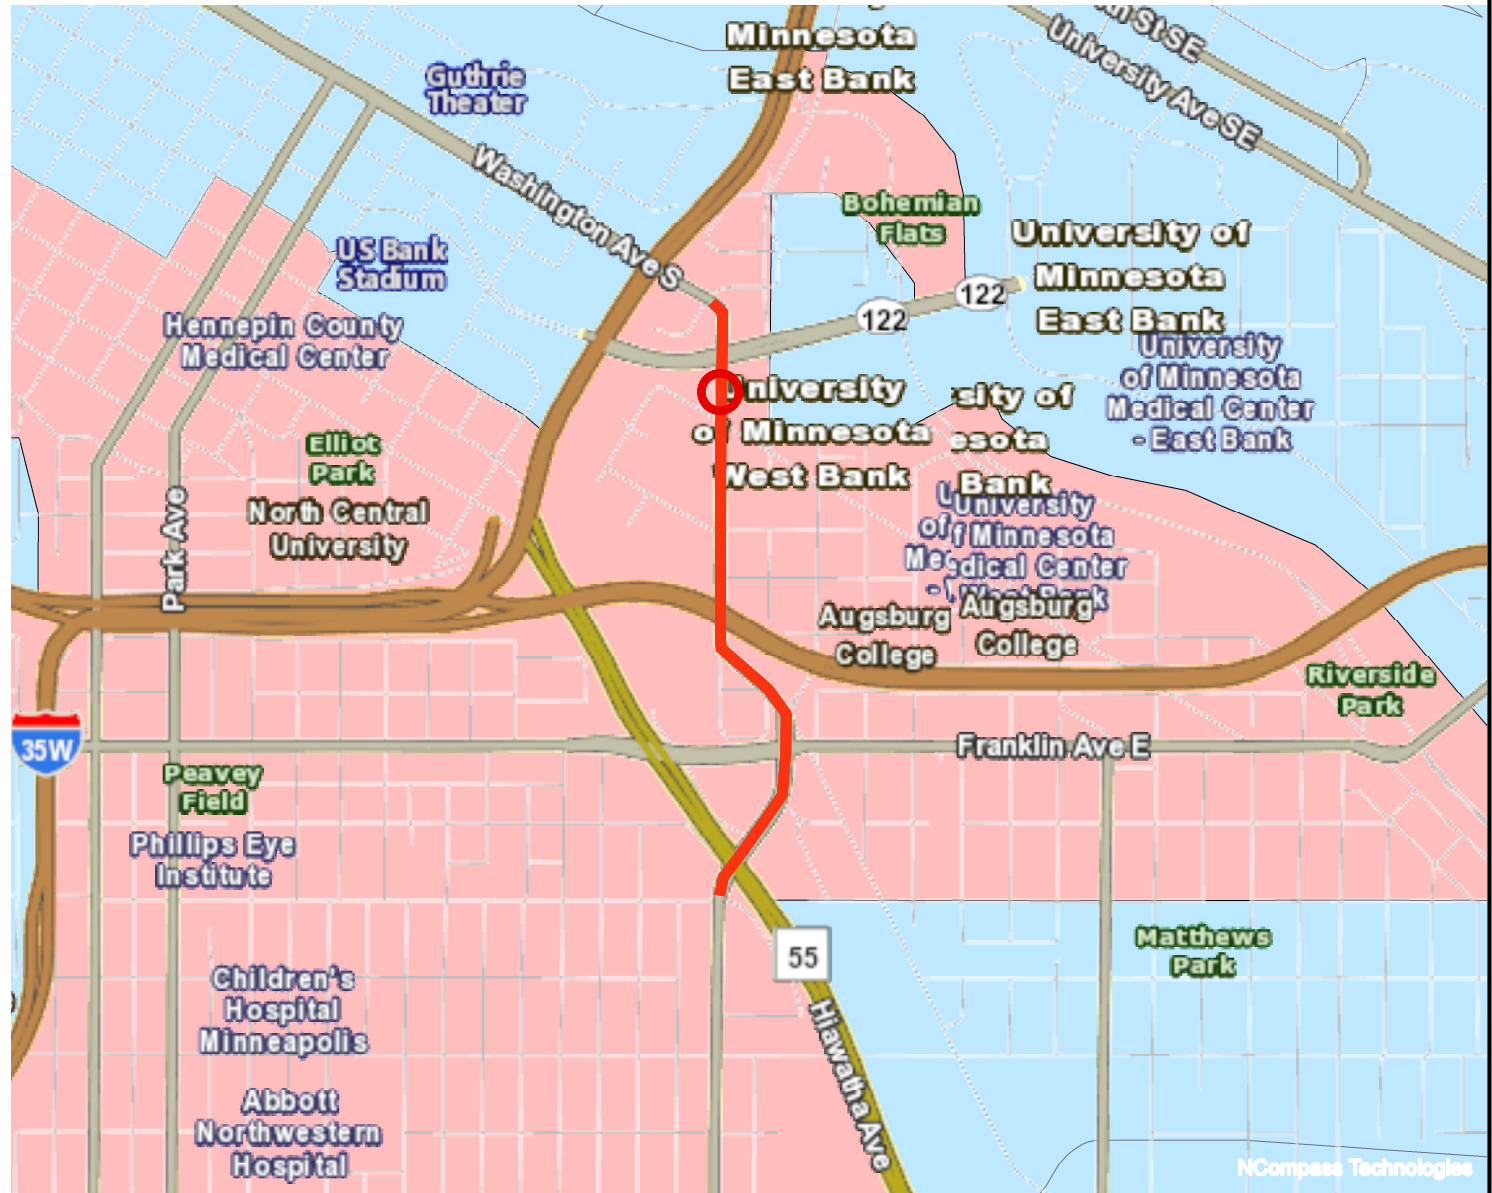 Minnesota
East Bank
Guthrie
Theater
St SE
University Ave SE
Washington Ave S
Bohemian
Flats
University of
Minnesota
East Bank
US Bank
Stadium
122
122
Hennepin County
Medical Center
University
of Minnesota
Medical Center
- East Bank
University
of Minnesota
West Bank
sity of
esota
Bank
Elliot
Park
North Central
University
Park Ave
University
of Minnesota
Medical Center
Augsburg
College
Augsburg
College
Riverside
Park
35W
Franklin Ave E
Peavey
Field
Phillips Eye
Institute
55
Matthews
Park
Children's
Hospital
Minneapolis
Hiawatha Ave
Abbott
Northwestern
Hospital
NCompass Technologies